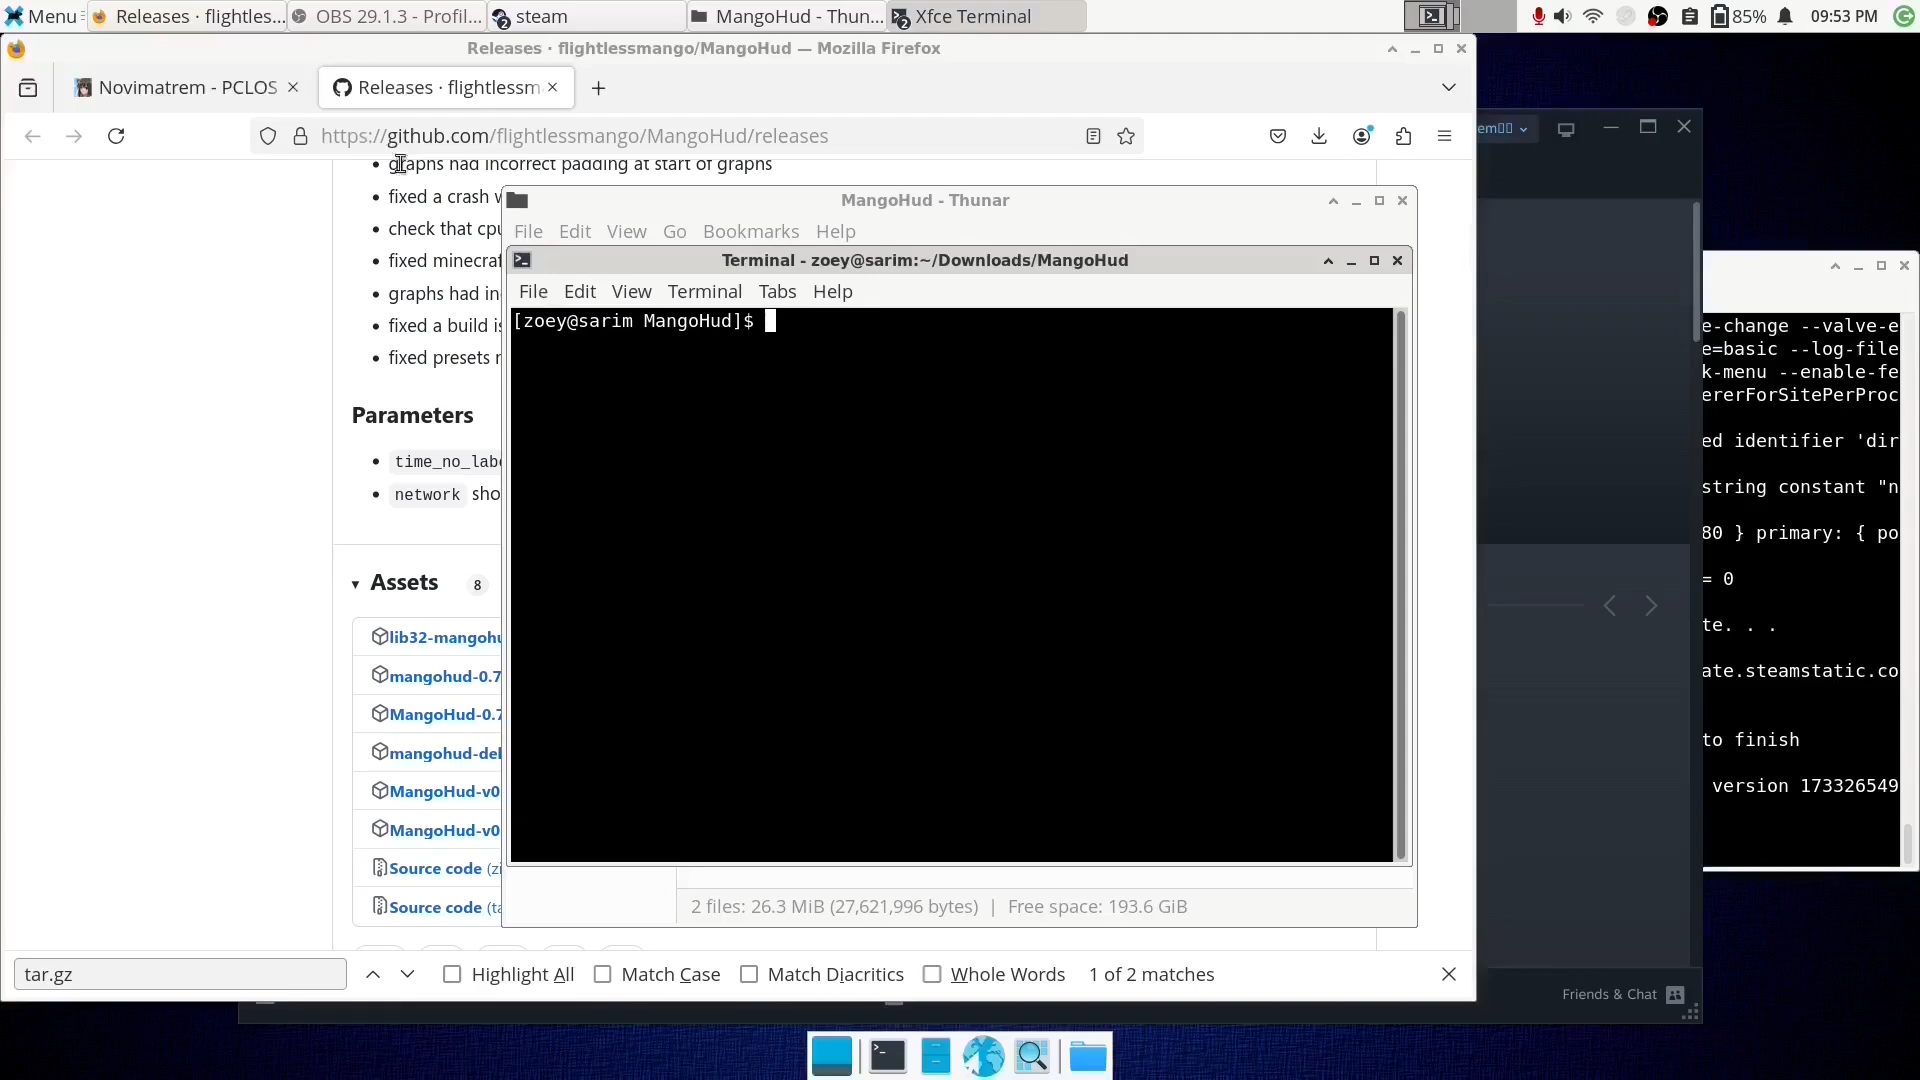 Menu
Releases · flightles...
OBS 29.1.3 - Profil...
steam
MangoHud - Thun...
Xfce Terminal
85%
09:53 PM
Releases · flightlessmango/MangoHud — Mozilla Firefox
Novimatrem - PCLOS
Releases · flightlessm
https://github.com/flightlessmango/MangoHud/releases
graphs had incorrect padding at start of graphs
fixed a crash
check that cpu
fixed minecraf
graphs had in
fixed a build is
fixed presets
Parameters
time_no_labe
network sho
Assets 8
lib32-mangohu
mangohud-0.7
MangoHud-0.7
mangohud-de
MangoHud-v0
MangoHud-v0
Source code (zi
Source code (ta
MangoHud - Thunar
File Edit View Go Bookmarks Help
Terminal - zoey@sarim:~/Downloads/MangoHud
File Edit View Terminal Tabs Help
[zoey@sarim MangoHud]$
2 files: 26.3 MiB (27,621,996 bytes) | Free space: 193.6 GiB
e-change --valve-e
e=basic --log-file
k-menu --enable-fe
ererForSitePerProc
ed identifier 'dir
string constant "n
80 } primary: { po
= 0
te. . .
ate.steamstatic.co
to finish
version 173326549
Friends & Chat
tar.gz
Highlight All
Match Case
Match Diacritics
Whole Words
1 of 2 matches